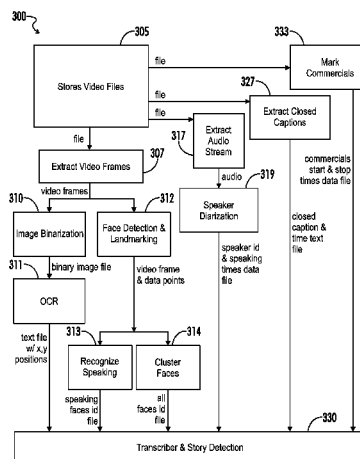 300
305
333
Stores Video Files
file
Mark
Commercials
file
327
file
317
Extract Closed
Captions
file
Extract
Audio
Stream
Extract Video Frames
307
commercials
start & stop
times data file
video frames
audio
319
310
312
Image Binarization
Face Detection &
Landmarking
Speaker
Diarization
311
binary image file
OCR
video frame
& data points
speaker id
& speaking
times data
file
closed
caption &
time text
file
text file
w/ x,y
positions
313
314
Recognize
Speaking
Cluster
Faces
speaking
faces id
file
all
faces id
file
330
Transcriber & Story Detection